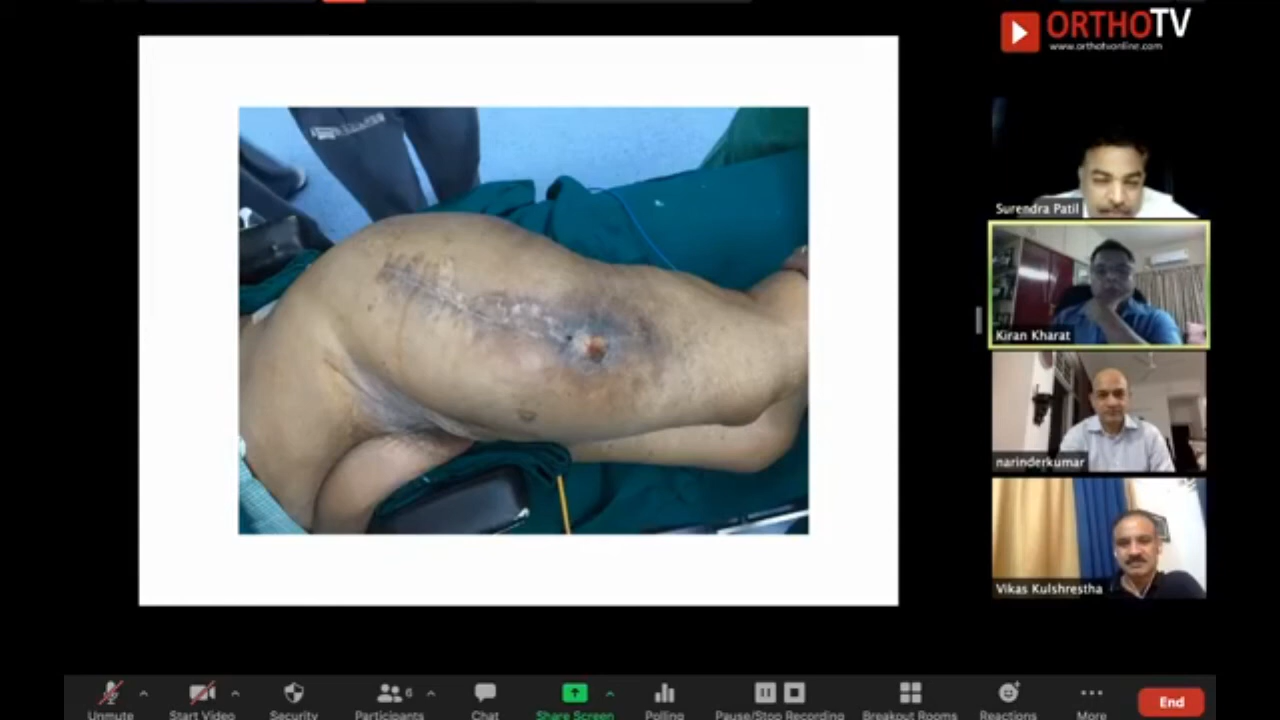 ORTHOTV
www.orthotvonline.com
Surendra Patil
Kiran Kharat
narinderkumar
Vikas Kulshrestha
6
Unmute
Start Video
Security
Participants
Chat
Share Screen
Polling
Pause/Stop Recording
Breakout Rooms
Reactions
More
End